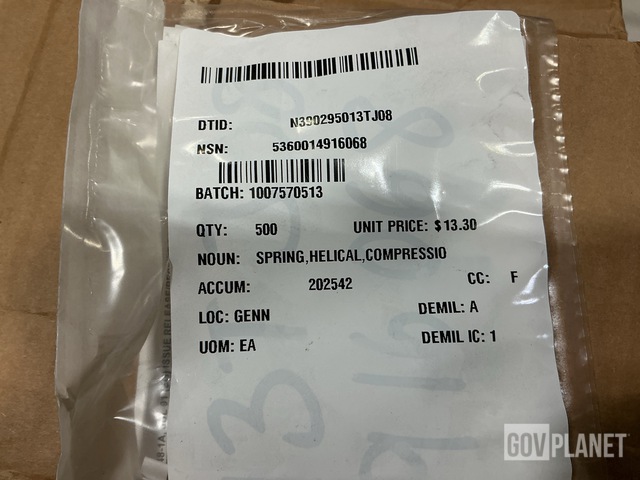 DTID: N390295013TJ08
NSN: 5360014916068
BATCH: 1007570513
QTY: 500 UNIT PRICE: $13.30
NOUN: SPRING,HELICAL,COMPRESSIO
ACCUM: 202542 CC: F
LOC: GENN DEMIL: A
UOM: EA DEMIL IC: 1
GOVPLANET